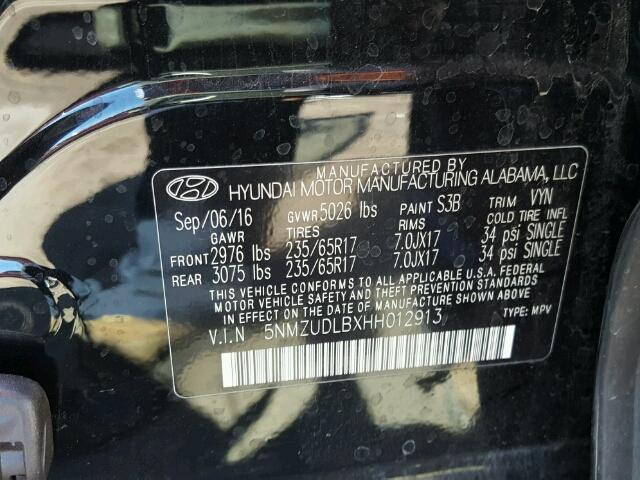 MANUFACTURED BY
HYUNDAI MOTOR MANUFACTURING ALABAMA, LLC
Sep/06/16 GVWR 5026 lbs PAINT S3B TRIM VYN
GAWR TIRES RIMS COLD TIRE INFL
FRONT 2976 lbs 235/65R17 7.0JX17 34 psi SINGLE
REAR 3075 lbs 235/65R17 7.0JX17 34 psi SINGLE
THIS VEHICLE CONFORMS TO ALL APPLICABLE U.S.A. FEDERAL
MOTOR VEHICLE SAFETY AND BUMPER STANDARDS
IN EFFECT ON THE DATE OF MANUFACTURE SHOWN ABOVE.
V.I.N 5NMZUDLBXHH012913 TYPE: MPV